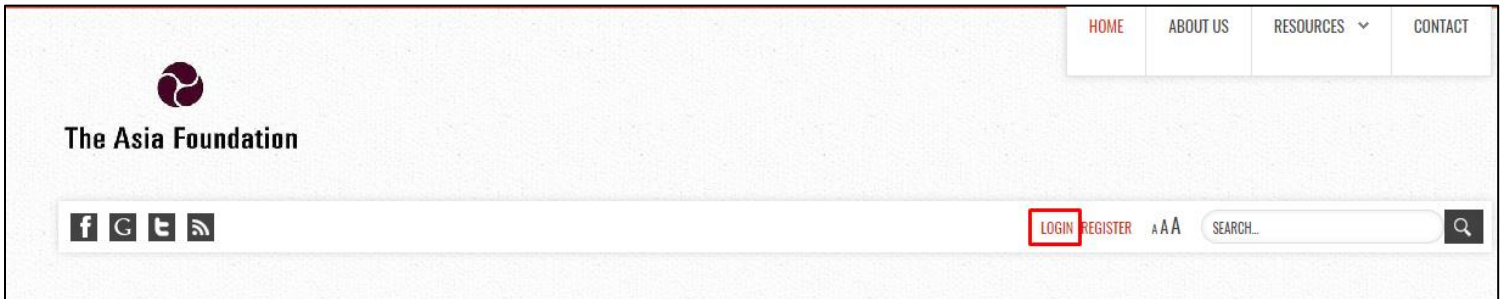 HOME ABOUT US RESOURCES CONTACT
The Asia Foundation
f G t LOGIN REGISTER A A A SEARCH...